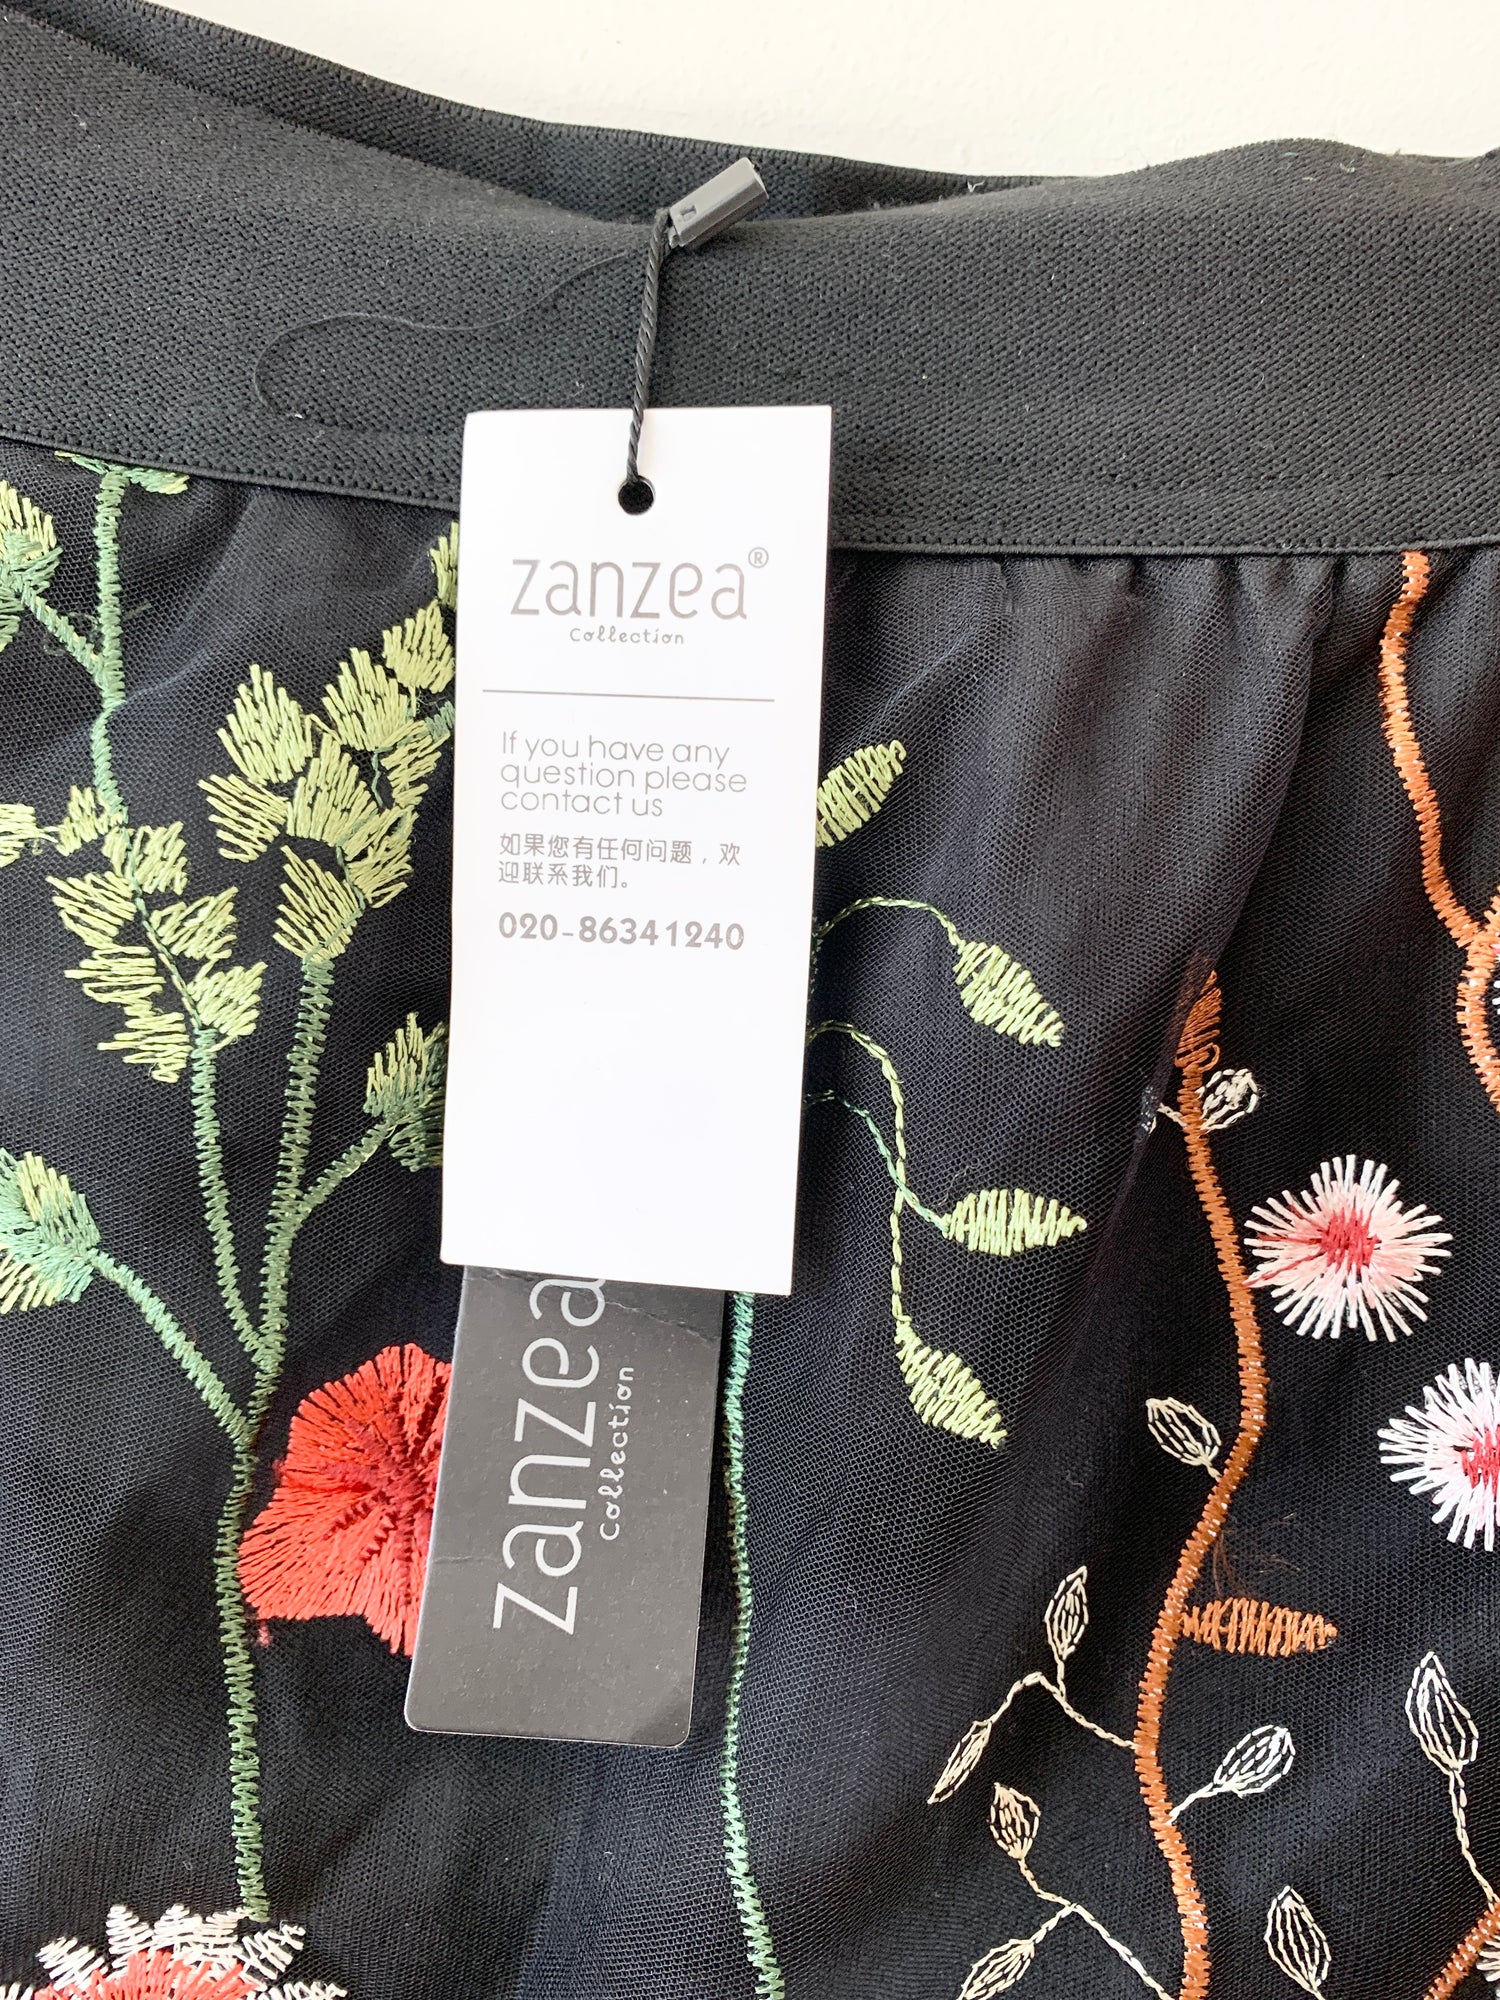 zanzea®
Collection
If you have any
question please
contact us
如果您有任何问题，欢
迎联系我们。
020-86341240
zanzea
Collection